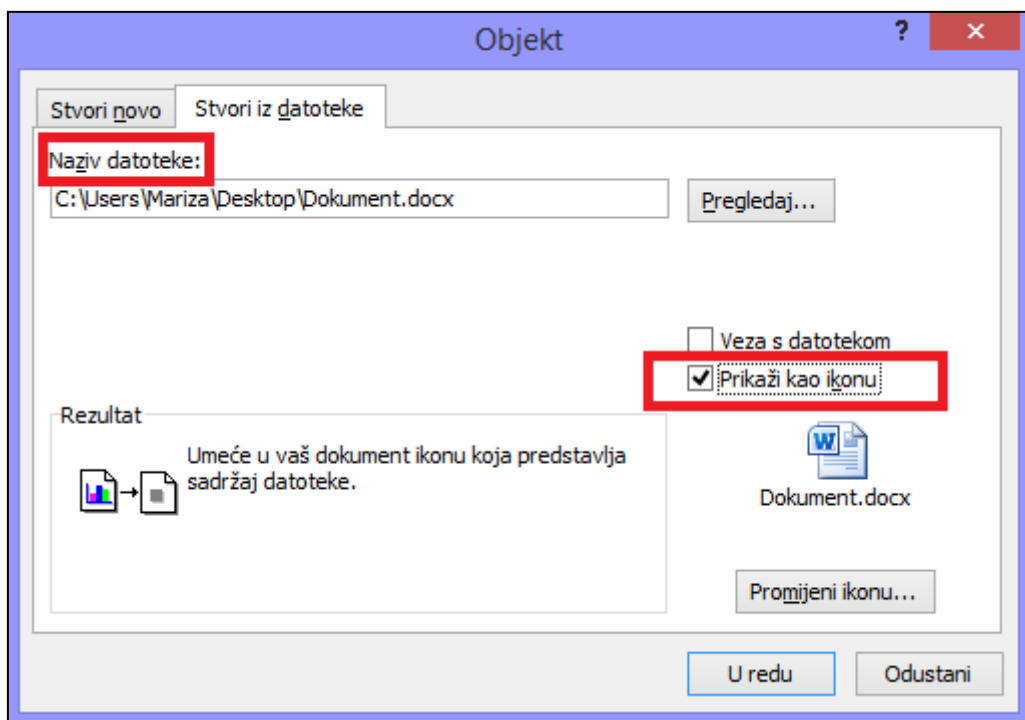 Objekt
?
Stvori novo
Stvori iz datoteke
Naziv datoteke:
C:\Users\Mariza\Desktop\Dokument.docx
Pregledaj...
Veza s datotekom
Prikaži kao ikonu
Rezultat
Umeće u vaš dokument ikonu koja predstavlja
sadržaj datoteke.
W
Dokument.docx
Promijeni ikonu...
U redu
Odustani